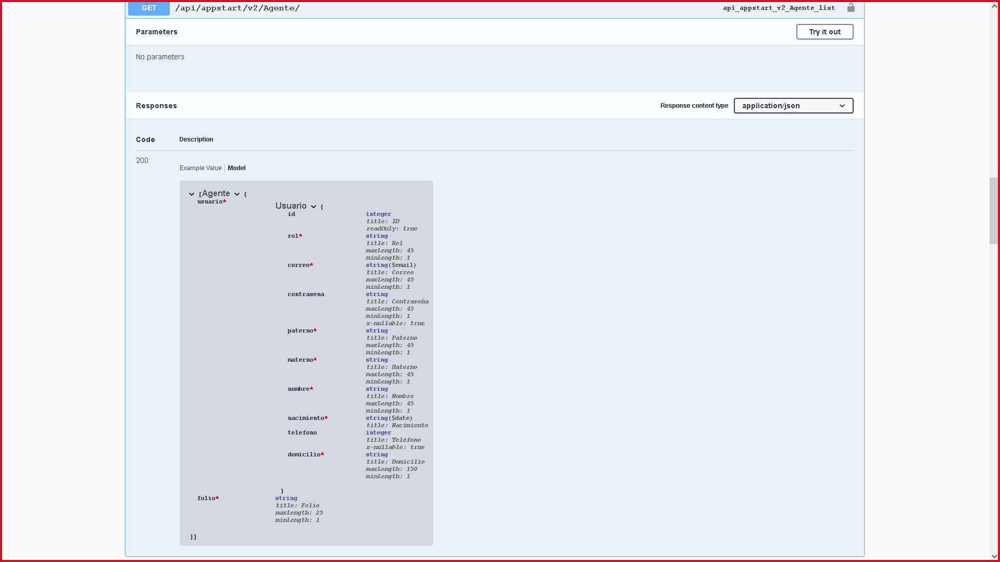 GET /api/appstart/v2/Agente/ api_appstart_v2_Agente_list
Parameters Try it out
No parameters
Responses Response content type application/json
Code Description
200
Example Value Model
[Agente {
usuario*
Usuario {
id integer
title: ID
readOnly: true
rol* string
title: Rol
maxLength: 45
minLength: 1
correo* string($email)
title: Correo
maxLength: 45
minLength: 1
contrasena string
title: Contraseña
maxLength: 45
minLength: 1
x-nullable: true
paterno* string
title: Paterno
maxLength: 45
minLength: 1
materno* string
title: Materno
maxLength: 45
minLength: 1
nombre* string
title: Nombre
maxLength: 45
minLength: 1
nacimiento* string($date)
title: Nacimiento
telefono integer
title: Teléfono
x-nullable: true
domicilio* string
title: Domicilio
maxLength: 150
minLength: 1
}
folio* string
title: Folio
maxLength: 25
minLength: 1
}]